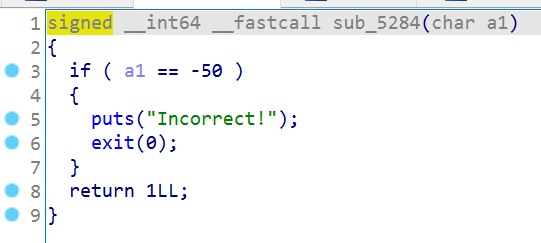 1 signed __int64 __fastcall sub_5284(char a1)
2 {
3   if ( a1 == -50 )
4   {
5     puts("Incorrect!");
6     exit(0);
7   }
8   return 1LL;
9 }